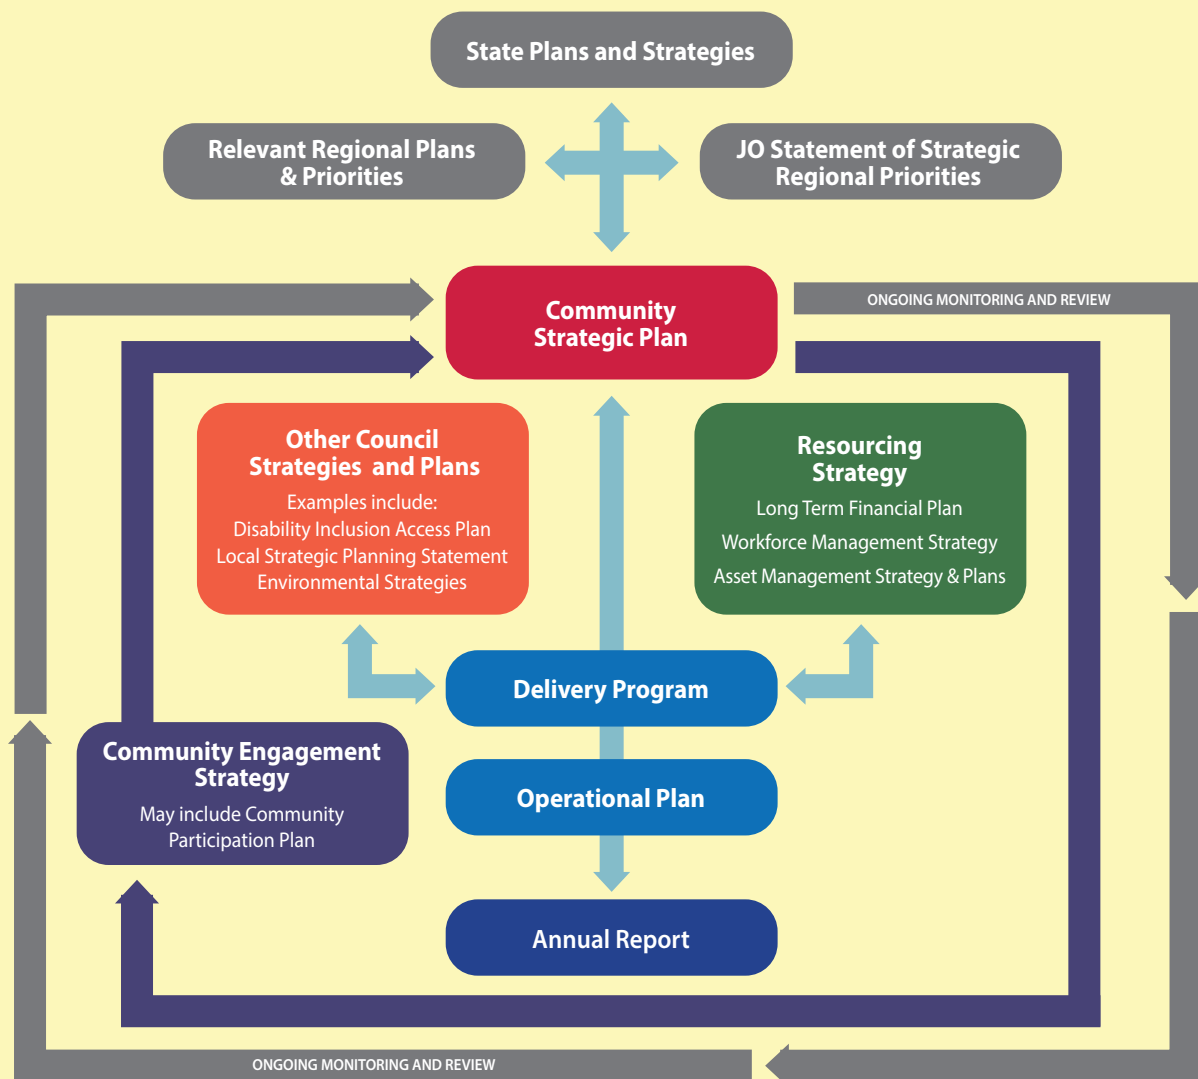 State Plans and Strategies
Relevant Regional Plans
& Priorities
JO Statement of Strategic
Regional Priorities
Community
Strategic Plan
ONGOING MONITORING AND REVIEW
Other Council
Strategies and Plans
Examples include:
Disability Inclusion Access Plan
Local Strategic Planning Statement
Environmental Strategies
Resourcing
Strategy
Long Term Financial Plan
Workforce Management Strategy
Asset Management Strategy & Plans
Delivery Program
Community Engagement
Strategy
May include Community
Participation Plan
Operational Plan
Annual Report
ONGOING MONITORING AND REVIEW